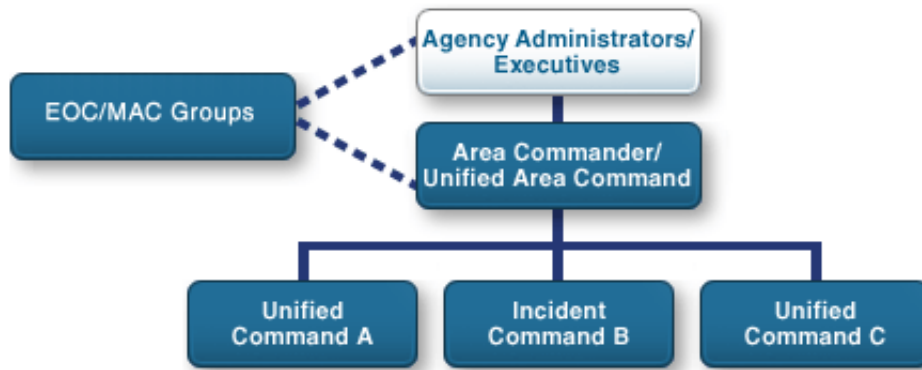 Agency Administrators/
Executives
EOC/MAC Groups
Area Commander/
Unified Area Command
Unified
Command A
Incident
Command B
Unified
Command C